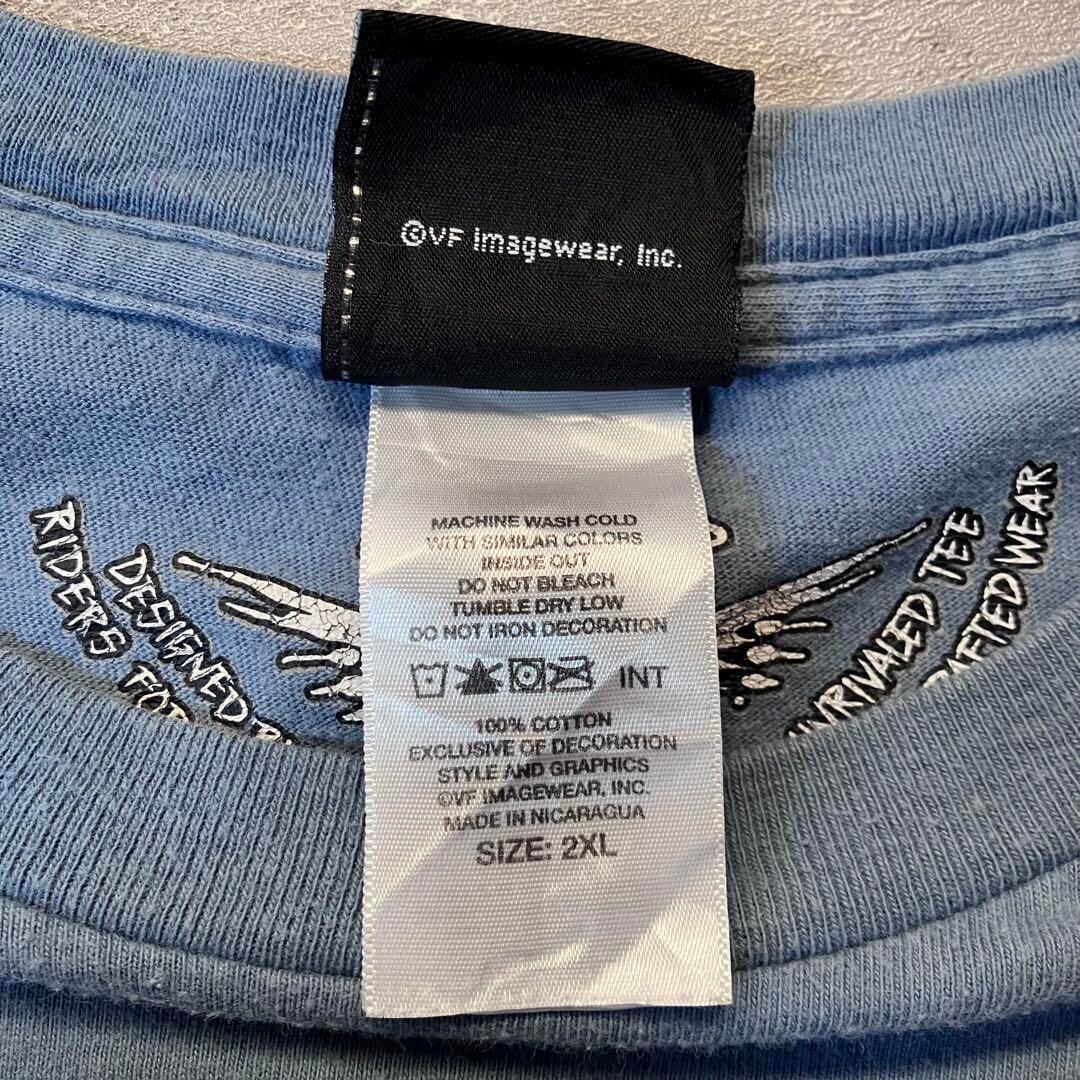 ©VF Imagewear, Inc.
MACHINE WASH COLD
WITH SIMILAR COLORS
INSIDE OUT
DO NOT BLEACH
TUMBLE DRY LOW
DO NOT IRON DECORATION
INT
100% COTTON
EXCLUSIVE OF DECORATION
STYLE AND GRAPHICS
©VF IMAGEWEAR, INC.
MADE IN NICARAGUA
SIZE: 2XL
DESIGNED
RIDERS FOR
UNRIVALED TEE
WEAR